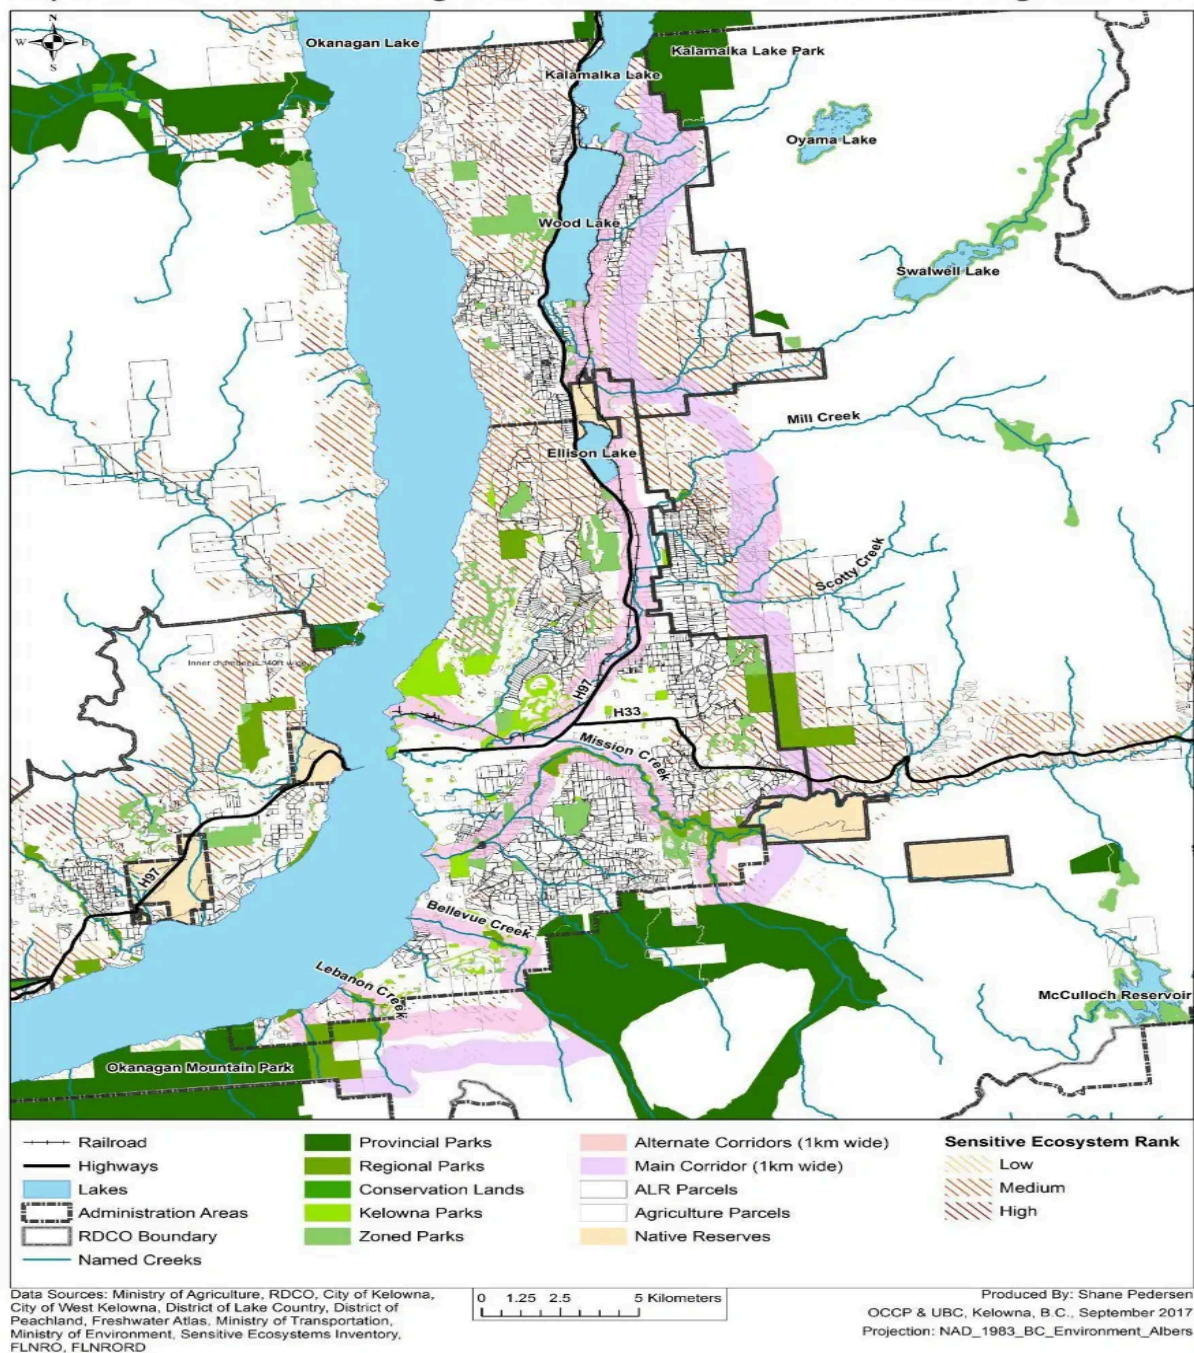 N
W
E
S
Okanagan Lake
Kalamalka Lake Park
Kalamalka Lake
Oyama Lake
Wood Lake
Swalwell Lake
Mill Creek
Ellison Lake
Scotty Creek
H97
H33
Mission Creek
H97
Bellevue Creek
Lebanon Creek
McCulloch Reservoir
Okanagan Mountain Park
Railroad
Highways
Lakes
Administration Areas
RDCO Boundary
Named Creeks
Provincial Parks
Regional Parks
Conservation Lands
Kelowna Parks
Zoned Parks
Alternate Corridors (1km wide)
Main Corridor (1km wide)
ALR Parcels
Agriculture Parcels
Native Reserves
Sensitive Ecosystem Rank
Low
Medium
High
Data Sources: Ministry of Agriculture, RDCO, City of Kelowna,
City of West Kelowna, District of Lake Country, District of
Peachland, Freshwater Atlas, Ministry of Transportation,
Ministry of Environment, Sensitive Ecosystems Inventory,
FLNRO, FLNRORD
0 1.25 2.5 5 Kilometers
Produced By: Shane Pedersen
OCCP & UBC, Kelowna, B.C., September 2017
Projection: NAD_1983_BC_Environment_Albers